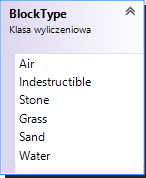 BlockType
Klasa wyliczeniowa
Air
Indestructible
Stone
Grass
Sand
Water